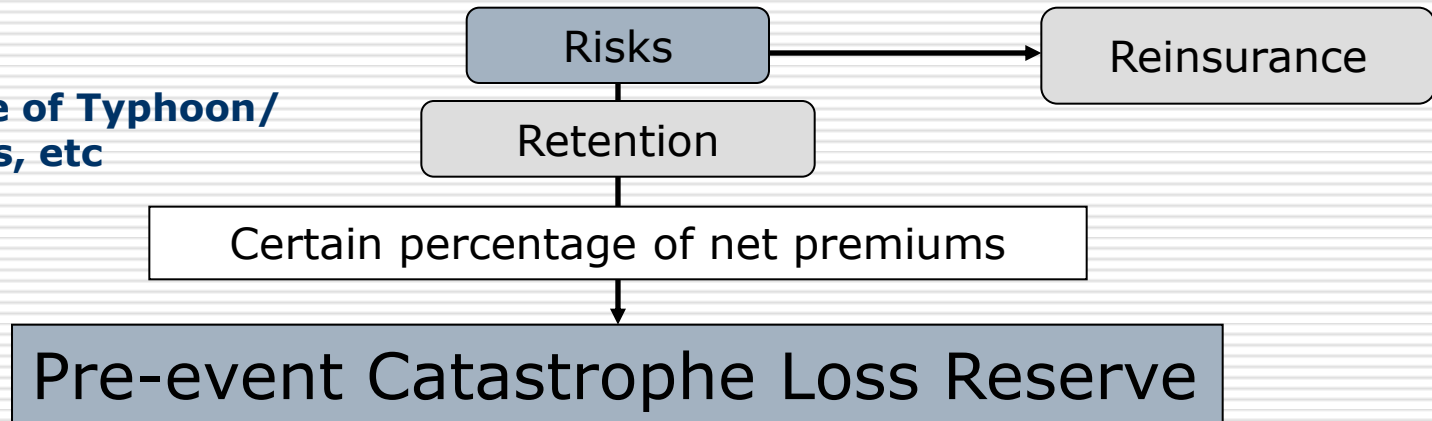 Risks
Reinsurance
of Typhoon/
Retention
etc
Certain percentage of net premiums
Pre-event Catastrophe Loss Reserve